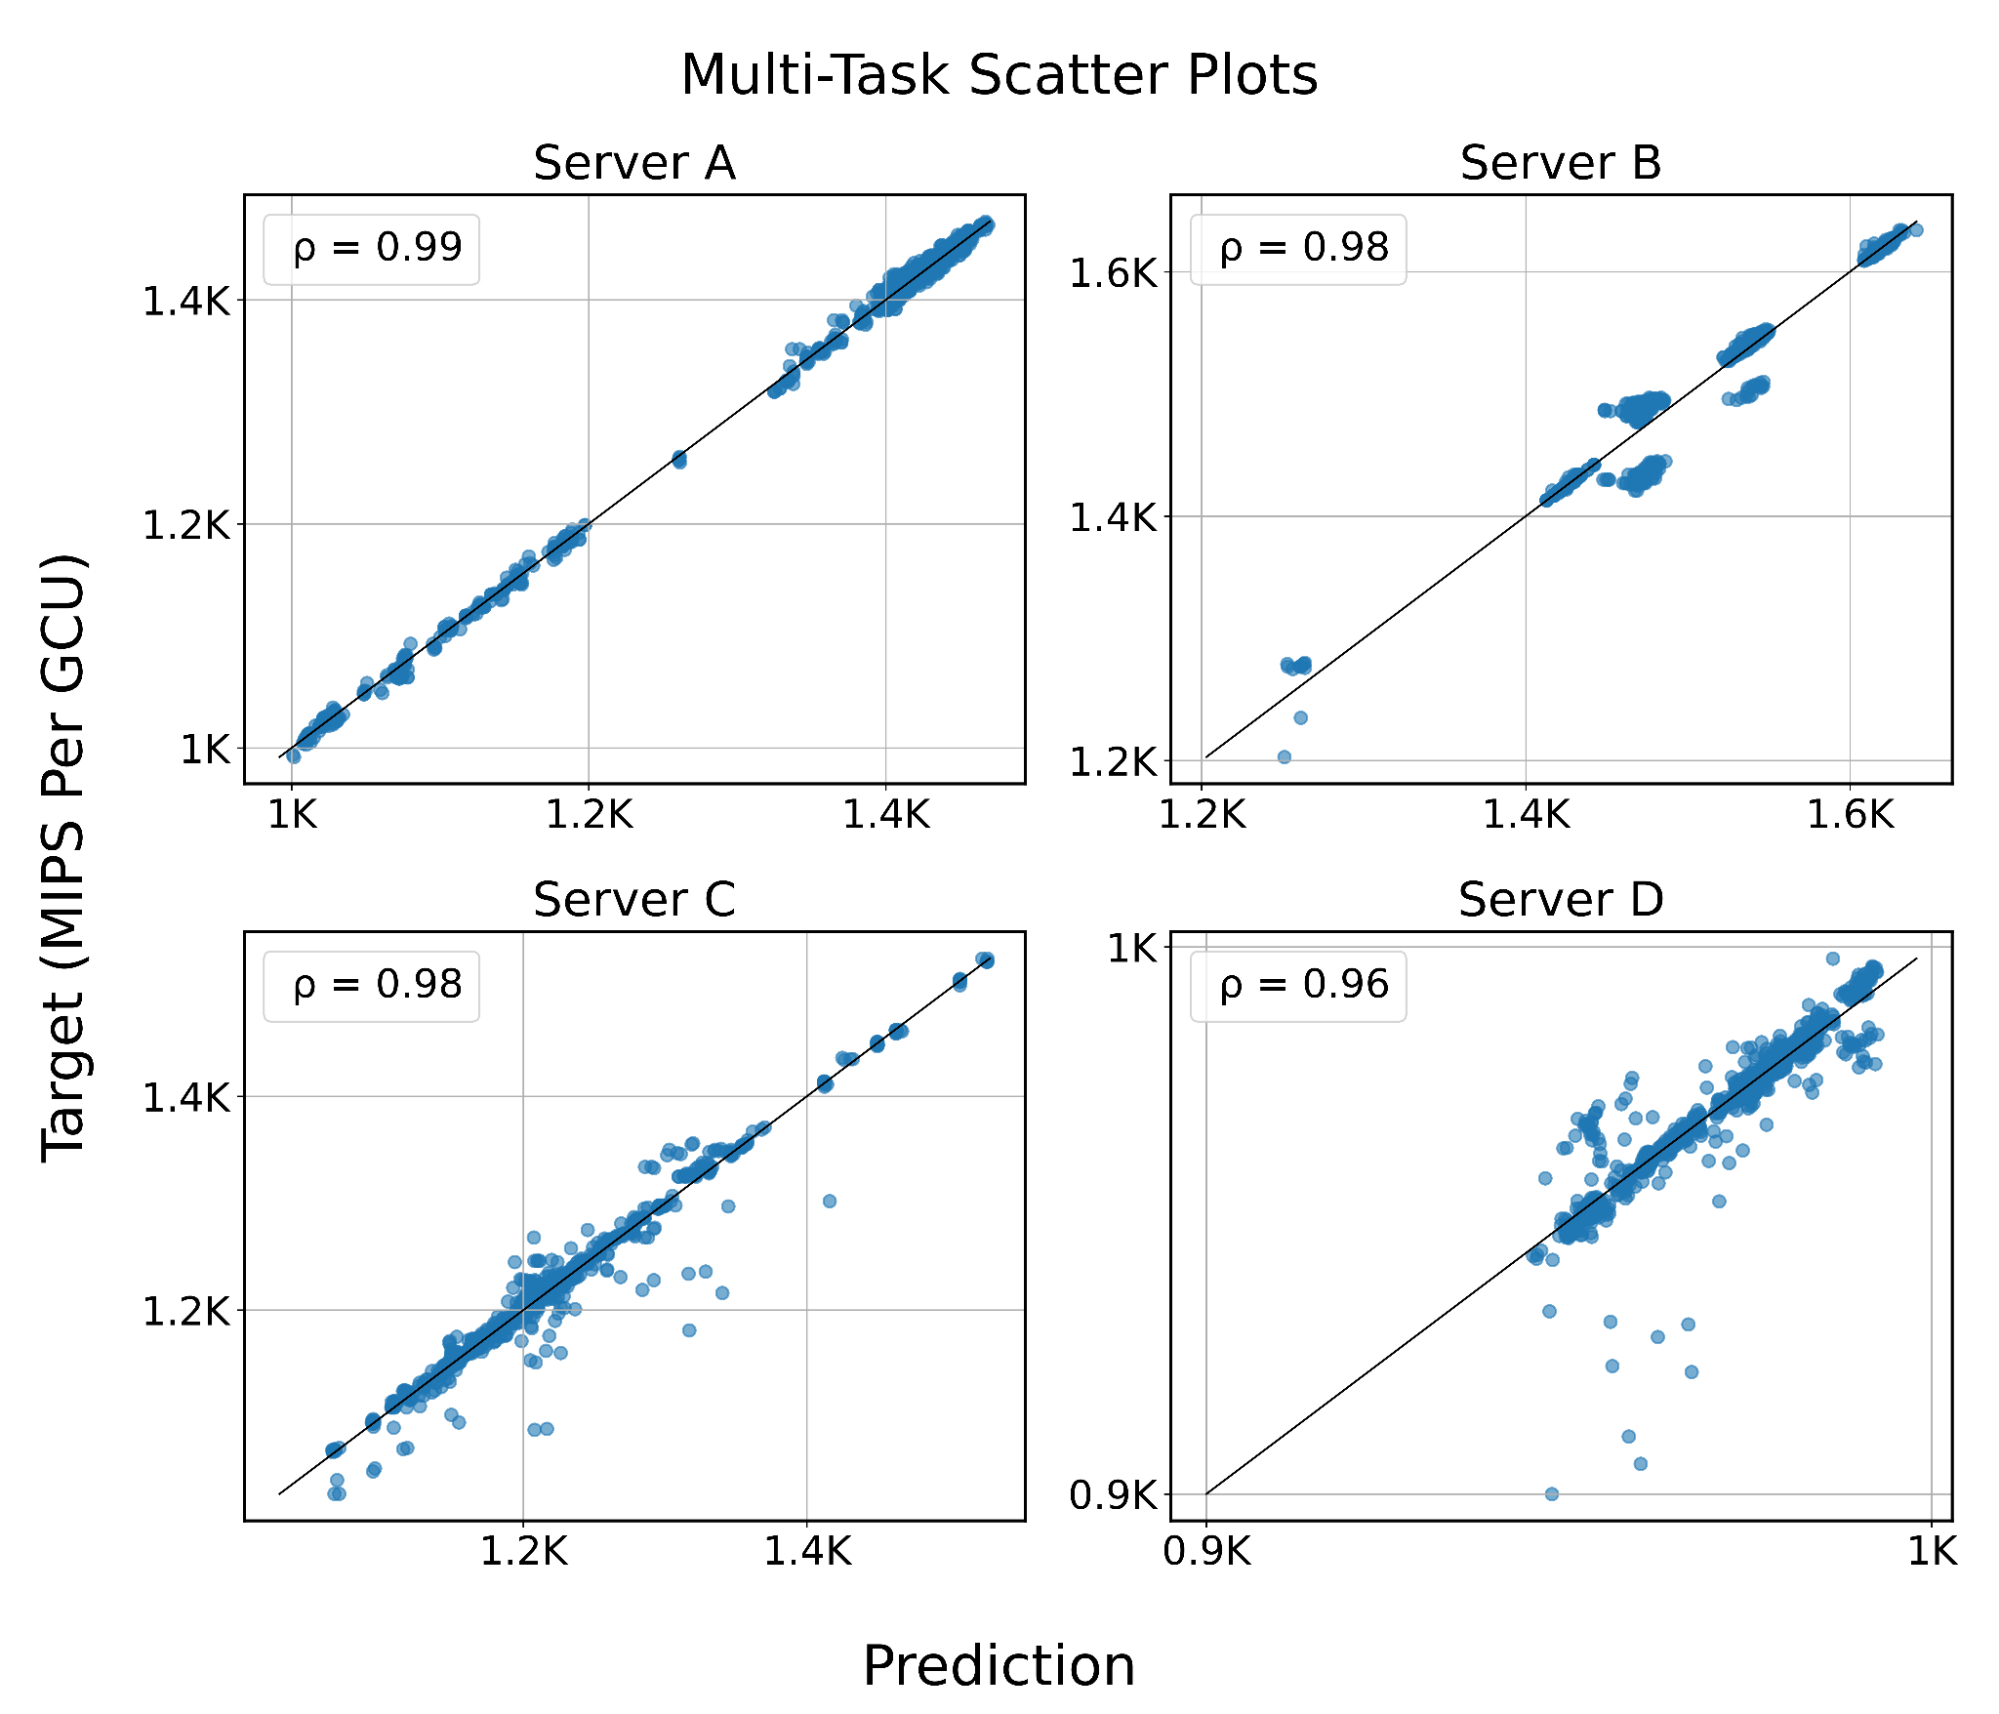 Multi-Task Scatter Plots
Server A
ρ = 0.99
1.4K
1.2K
1K
1K 1.2K 1.4K
Server B
ρ = 0.98
1.6K
1.4K
1.2K
1.2K 1.4K 1.6K
Target (MIPS Per GCU)
Server C
ρ = 0.98
1.4K
1.2K
1.2K 1.4K
Server D
ρ = 0.96
1K
0.9K
0.9K 1K
Prediction